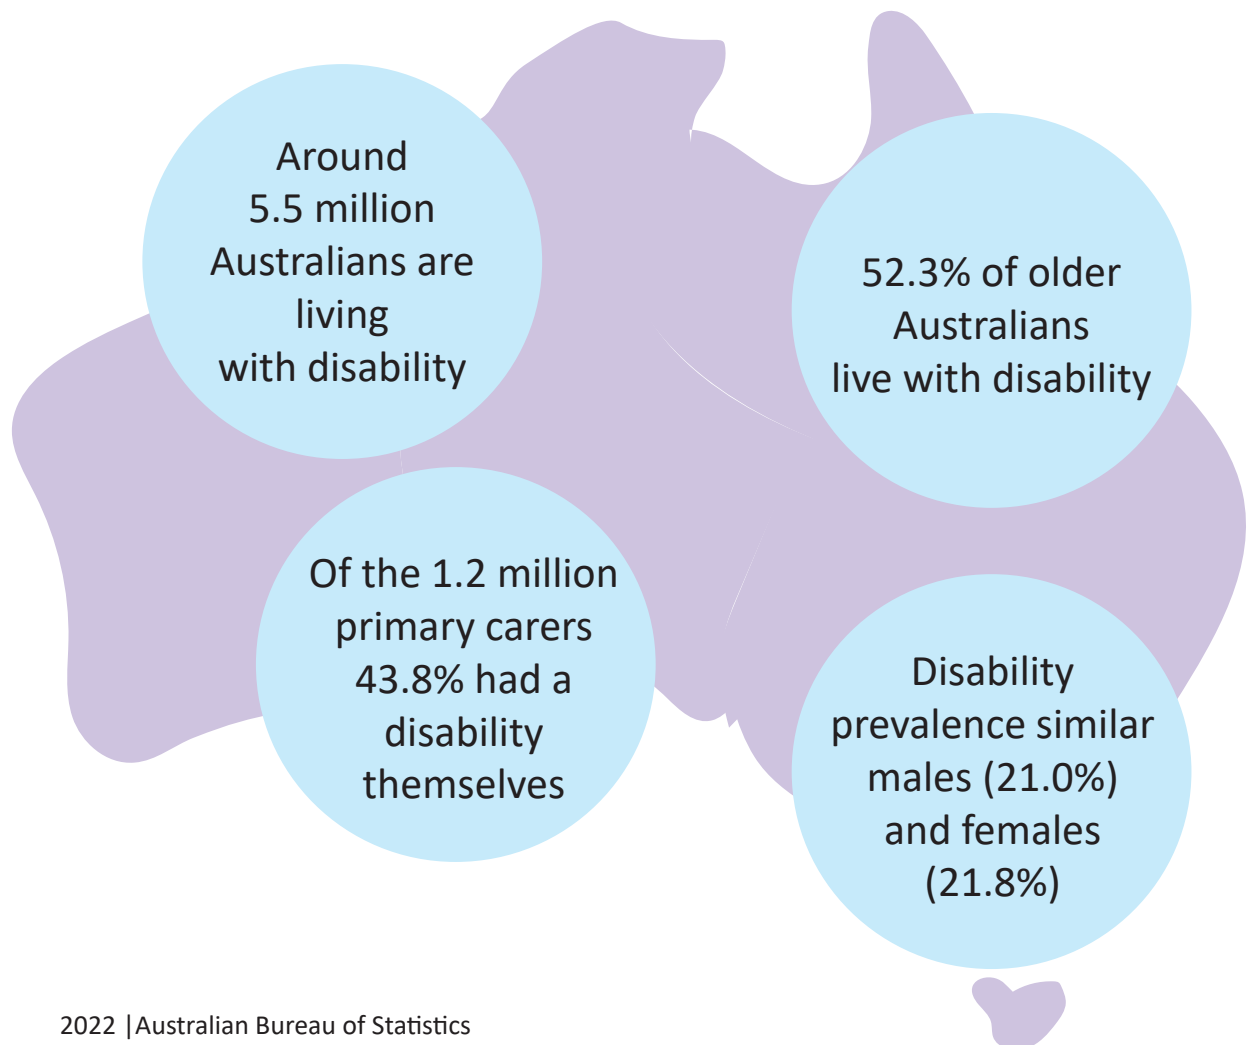 Around
5.5 million
Australians are
living
with disability
52.3% of older
Australians
live with disability
Of the 1.2 million
primary carers
43.8% had a
disability
themselves
Disability
prevalence similar
males (21.0%)
and females
(21.8%)
2022 |Australian Bureau of Statistics